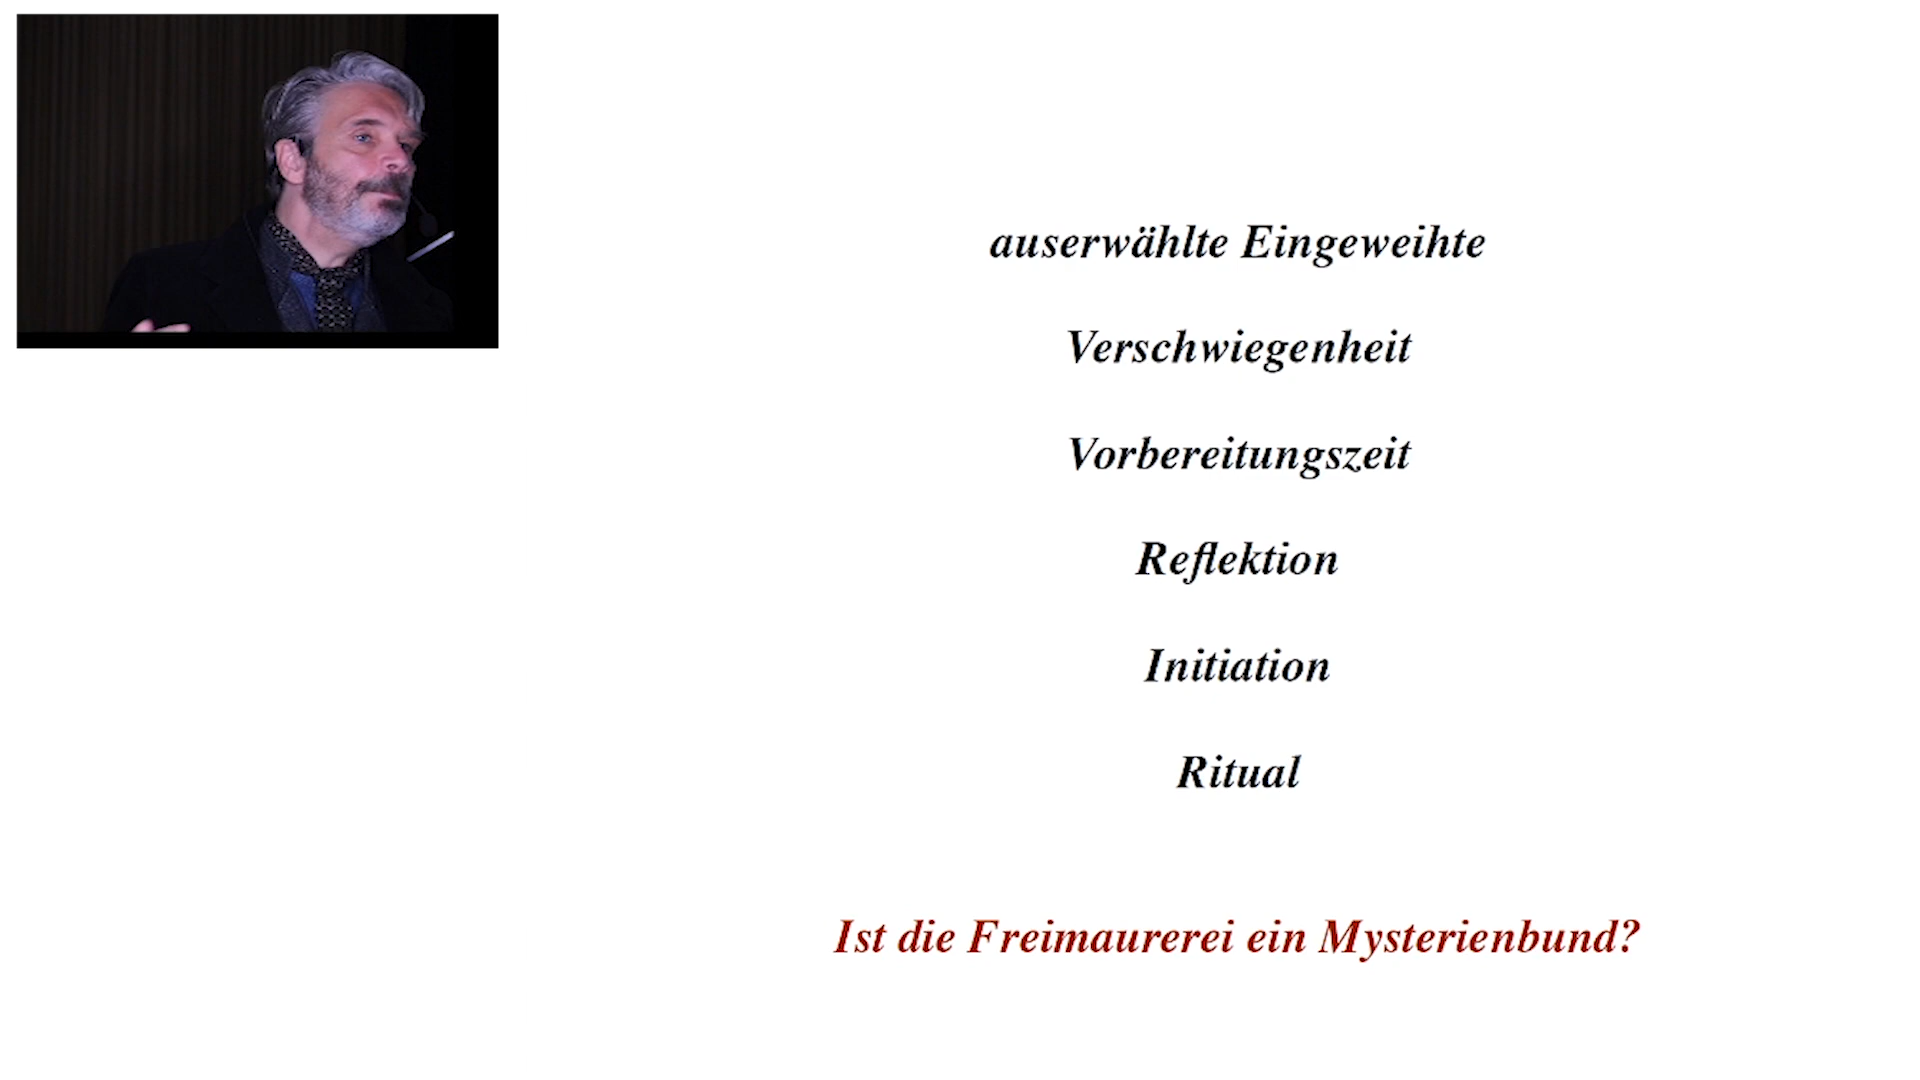 auserwählte Eingeweihte
Verschwiegenheit
Vorbereitungszeit
Reflektion
Initiation
Ritual
Ist die Freimaurerei ein Mysterienbund?